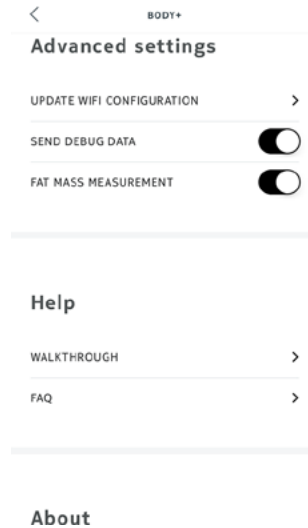 BODY+
Advanced settings
UPDATE WIFI CONFIGURATION
SEND DEBUG DATA
FAT MASS MEASUREMENT
Help
WALKTHROUGH
FAQ
About